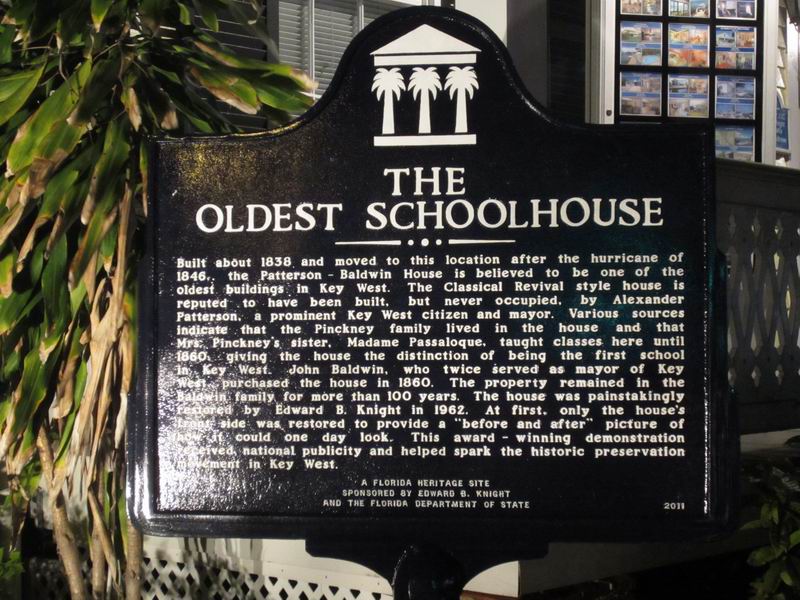 THE
OLDEST SCHOOLHOUSE
Built about 1838 and moved to this location after the hurricane of
1846, the Patterson - Baldwin House is believed to be one of the
oldest buildings in Key West. The Classical Revival style house is
reputed to have been built, but never occupied, by Alexander
Patterson, a prominent Key West citizen and mayor. Various sources
indicate that the Pinckney family lived in the house and that
Mrs. Pinckney's sister, Madame Passaloque, taught classes here until
1860, giving the house the distinction of being the first school
in Key West. John Baldwin, who twice served as mayor of Key
West, purchased the house in 1860. The property remained in the
Baldwin family for more than 100 years. The house was painstakingly
restored by Edward B. Knight in 1962. At first, only the house's
front side was restored to provide a "before and after" picture of
how it could one day look. This award - winning demonstration
received national publicity and helped spark the historic preservation
movement in Key West.
A FLORIDA HERITAGE SITE
SPONSORED BY EDWARD B. KNIGHT
AND THE FLORIDA DEPARTMENT OF STATE
2011